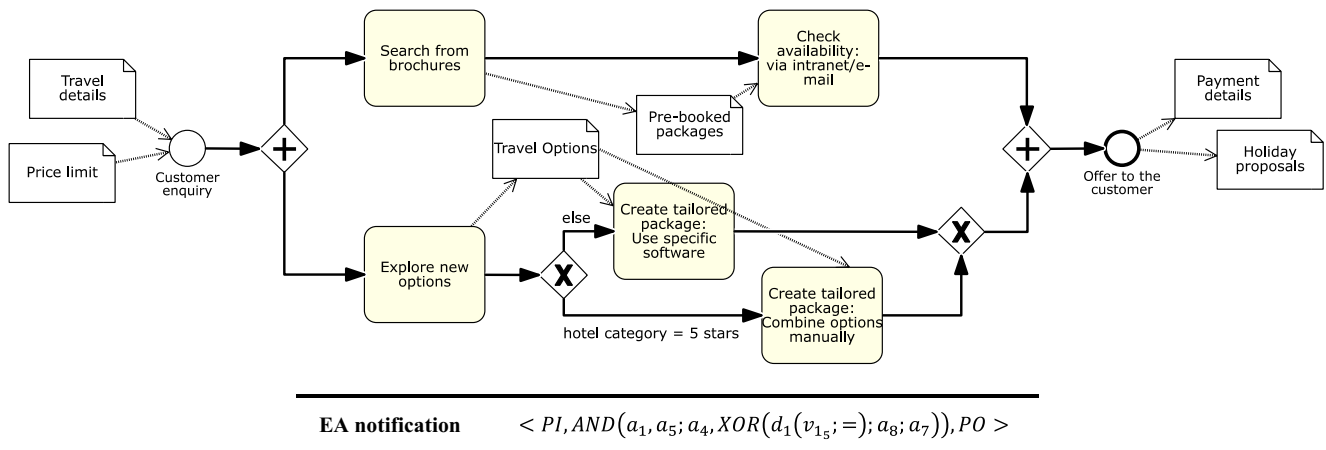 Travel
details
Price limit
Customer
enquiry
+
Search from
brochures
Check
availability:
via intranet/e-
mail
Pre-booked
packages
Travel Options
Explore new
options
X
else
hotel category = 5 stars
Create tailored
package:
Use specific
software
Create tailored
package:
Combine options
manually
X
+
Offer to the
customer
Payment
details
Holiday
proposals
EA notification < PI, AND(a₁, a₅; a₄, XOR(d₁(v₁₅; =); a₈; a₇)), PO >